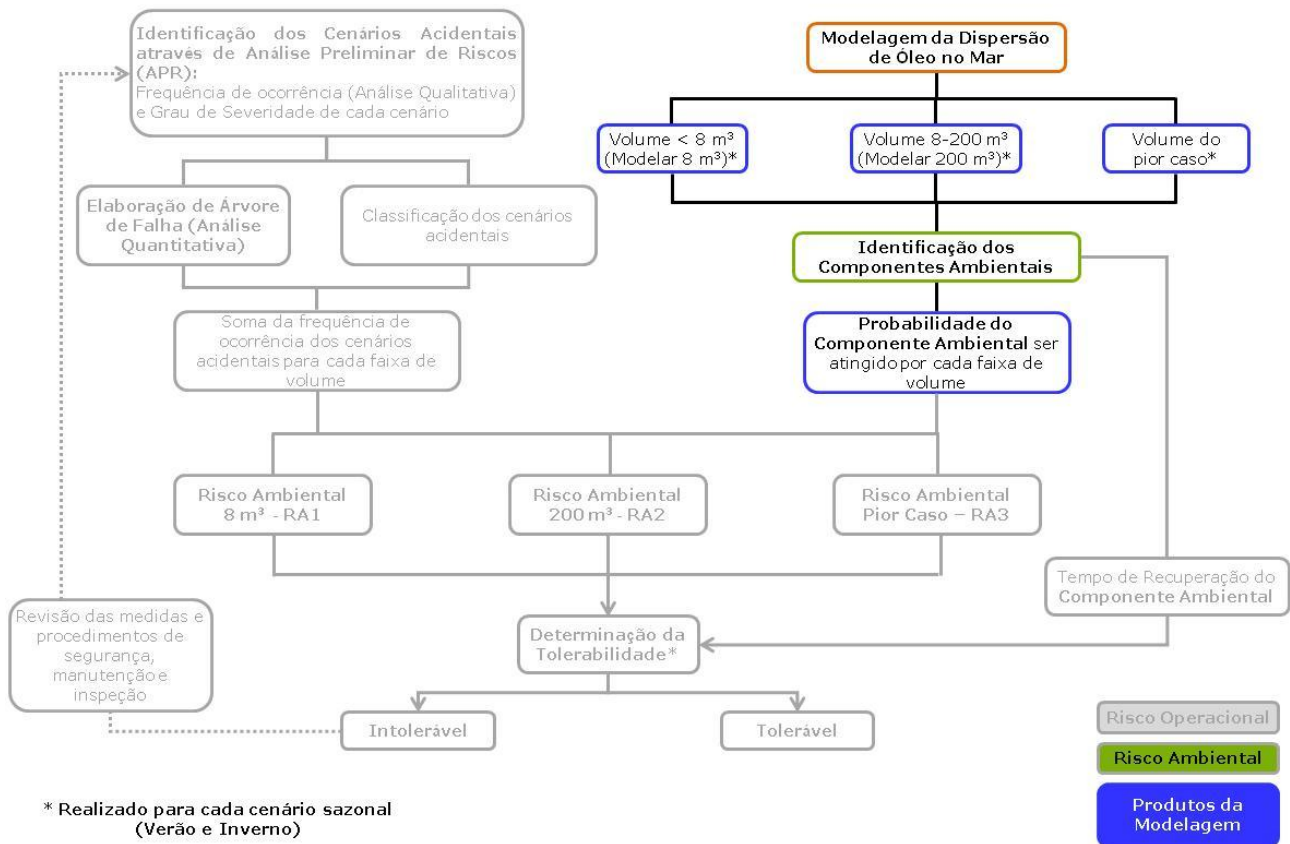 Identificação dos Cenários Acidentais
através de Análise Preliminar de Riscos
(APR):
Frequência de ocorrência (Análise Qualitativa)
e Grau de Severidade de cada cenário
Modelagem da Dispersão
de Óleo no Mar
Volume < 8 m³
(Modelar 8 m³)*
Volume 8-200 m³
(Modelar 200 m³)*
Volume do
pior caso*
Elaboração de Árvore
de Falha (Análise
Quantitativa)
Classificação dos cenários
acidentais
Identificação dos
Componentes Ambientais
Soma da frequência de
ocorrência dos cenários
acidentais para cada faixa de
volume
Probabilidade do
Componente Ambiental ser
atingido por cada faixa de
volume
Risco Ambiental
8 m³ - RA1
Risco Ambiental
200 m³ - RA2
Risco Ambiental
Pior Caso – RA3
Tempo de Recuperação do
Componente Ambiental
Revisão das medidas e
procedimentos de
segurança,
manutenção e
inspeção
Determinação da
Tolerabilidade*
Intolerável
Tolerável
Risco Operacional
Risco Ambiental
Produtos da
Modelagem
* Realizado para cada cenário sazonal
(Verão e Inverno)